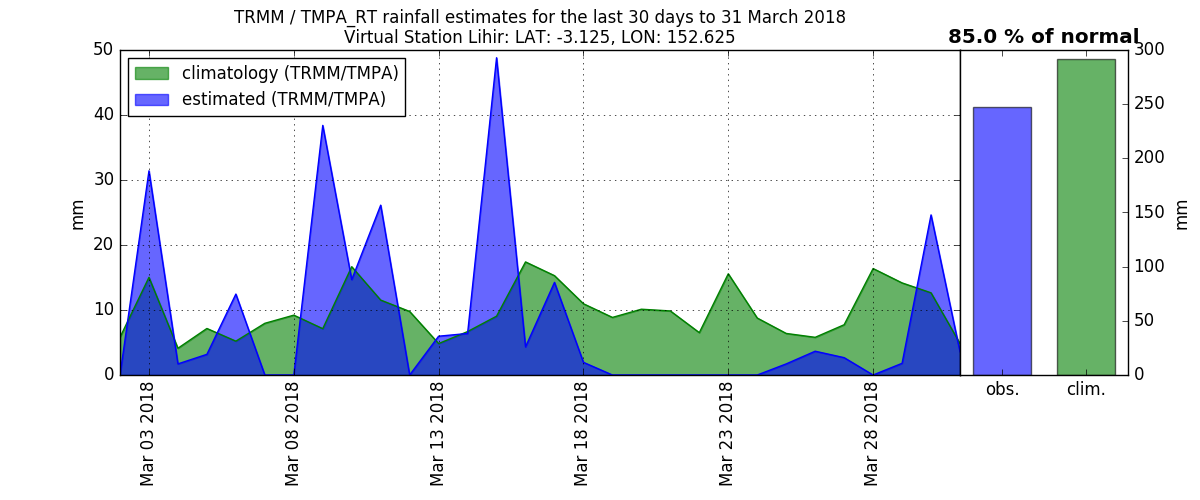 TRMM / TMPA_RT rainfall estimates for the last 30 days to 31 March 2018
Virtual Station Lihir: LAT: -3.125, LON: 152.625
85.0 % of normal
climatology (TRMM/TMPA)
estimated (TRMM/TMPA)
mm
50
40
30
20
10
0
Mar 03 2018
Mar 08 2018
Mar 13 2018
Mar 18 2018
Mar 23 2018
Mar 28 2018
obs.
clim.
300
250
200
150
100
50
0
mm